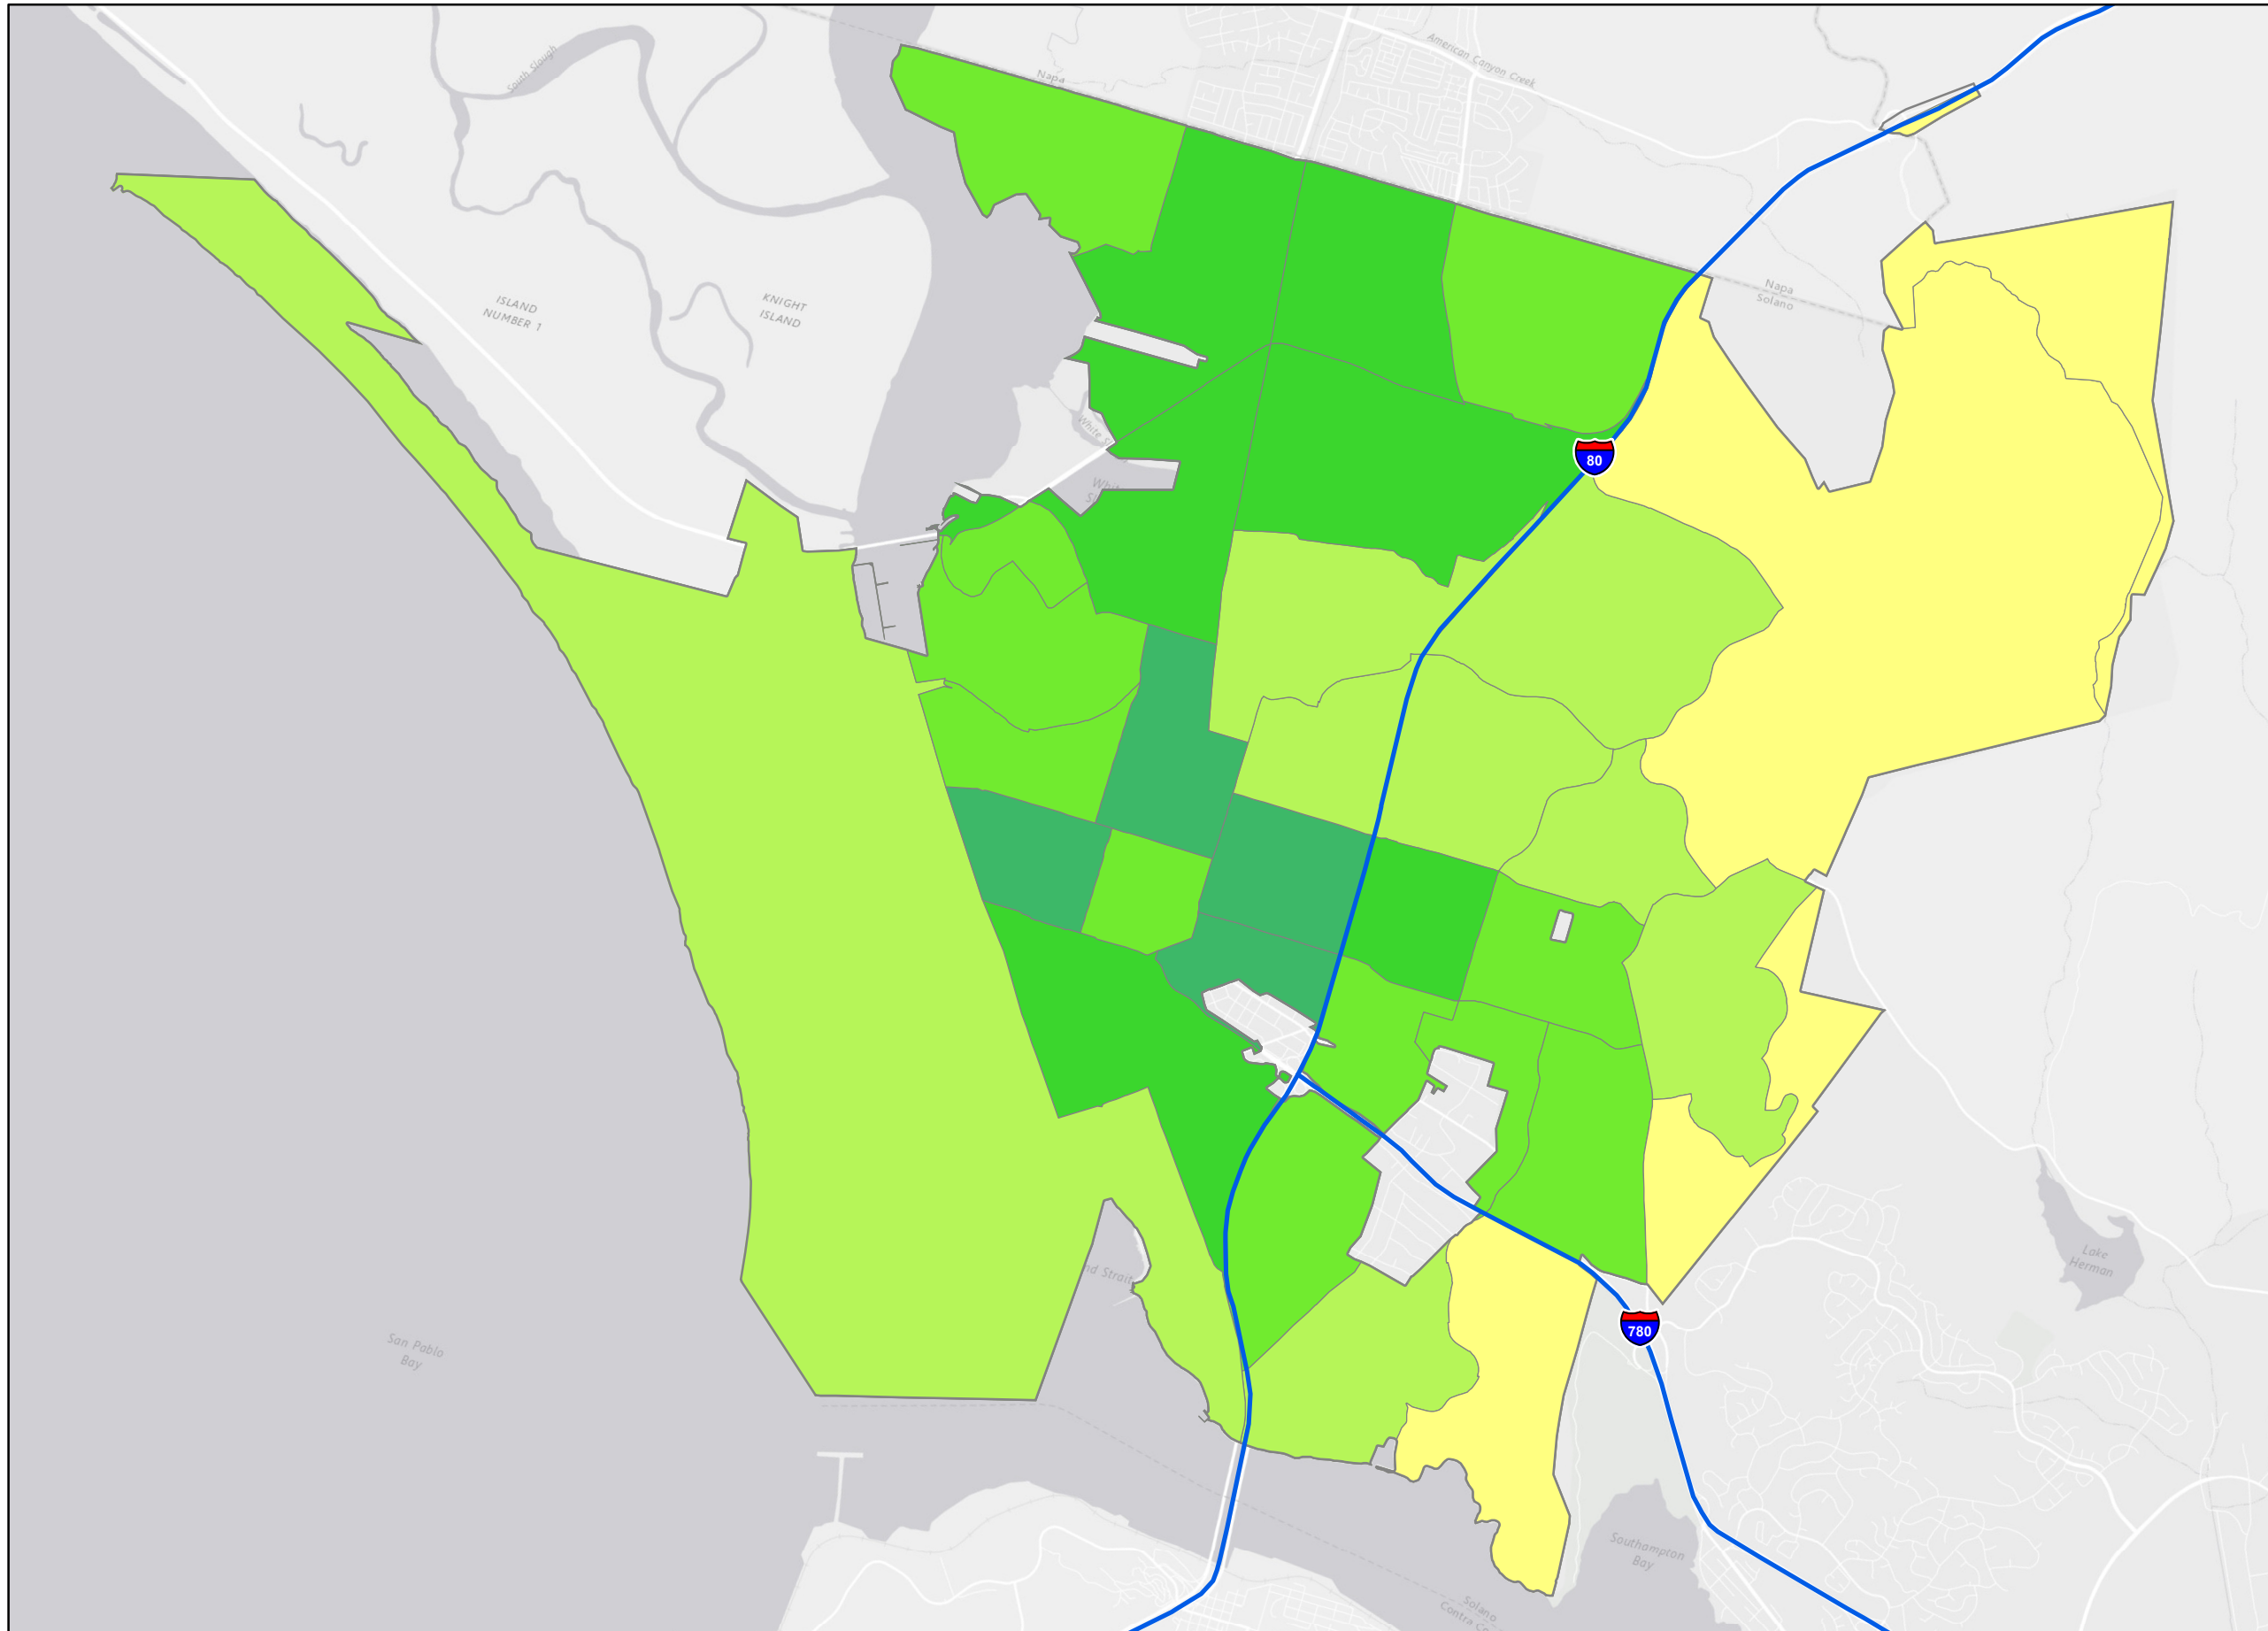 South Slough
Napa
American Canyon Creek
ISLAND
NUMBER 1
KNIGHT
ISLAND
Napa
Solano
80
Lake
Herman
780
San Pablo
Bay
Southampton
Bay
Solano